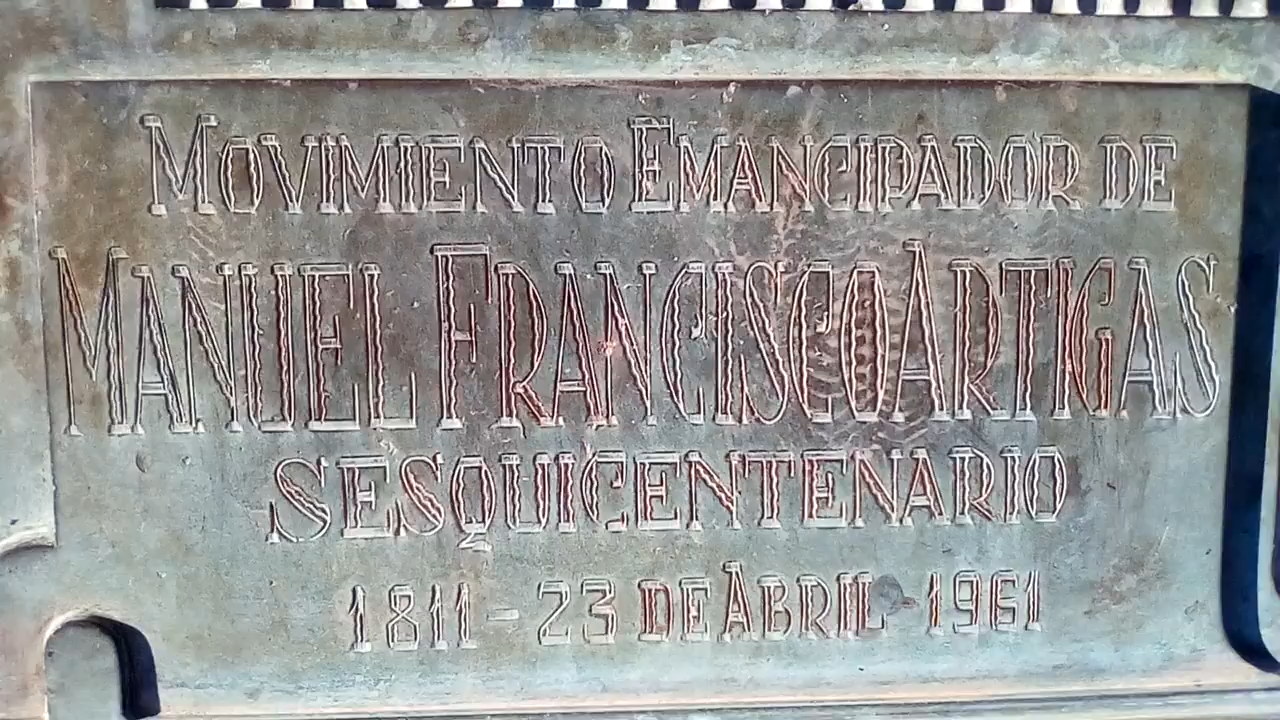 MOVIMIENTO EMANCIPADOR DE
MANUEL FRANCISCO ARTIGAS
SESQUICENTENARIO
1811 - 23 DE ABRIL - 1961